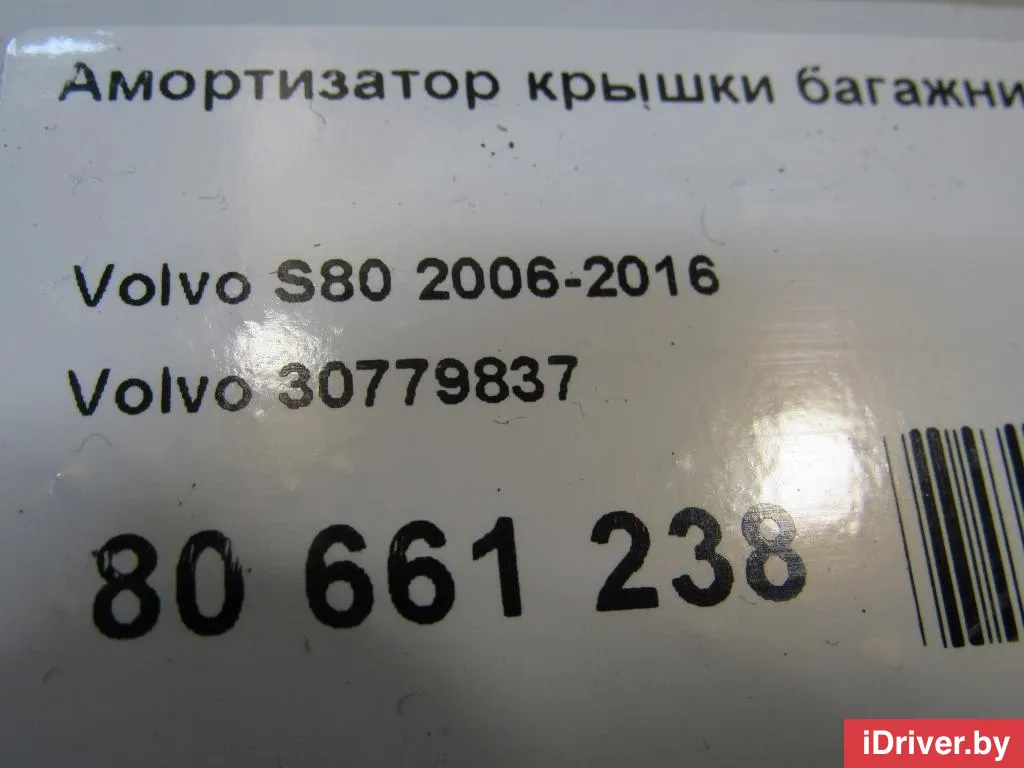 Амортизатор крышки багажни
Volvo S80 2006-2016
Volvo 30779837
80 661 238
iDriver.by